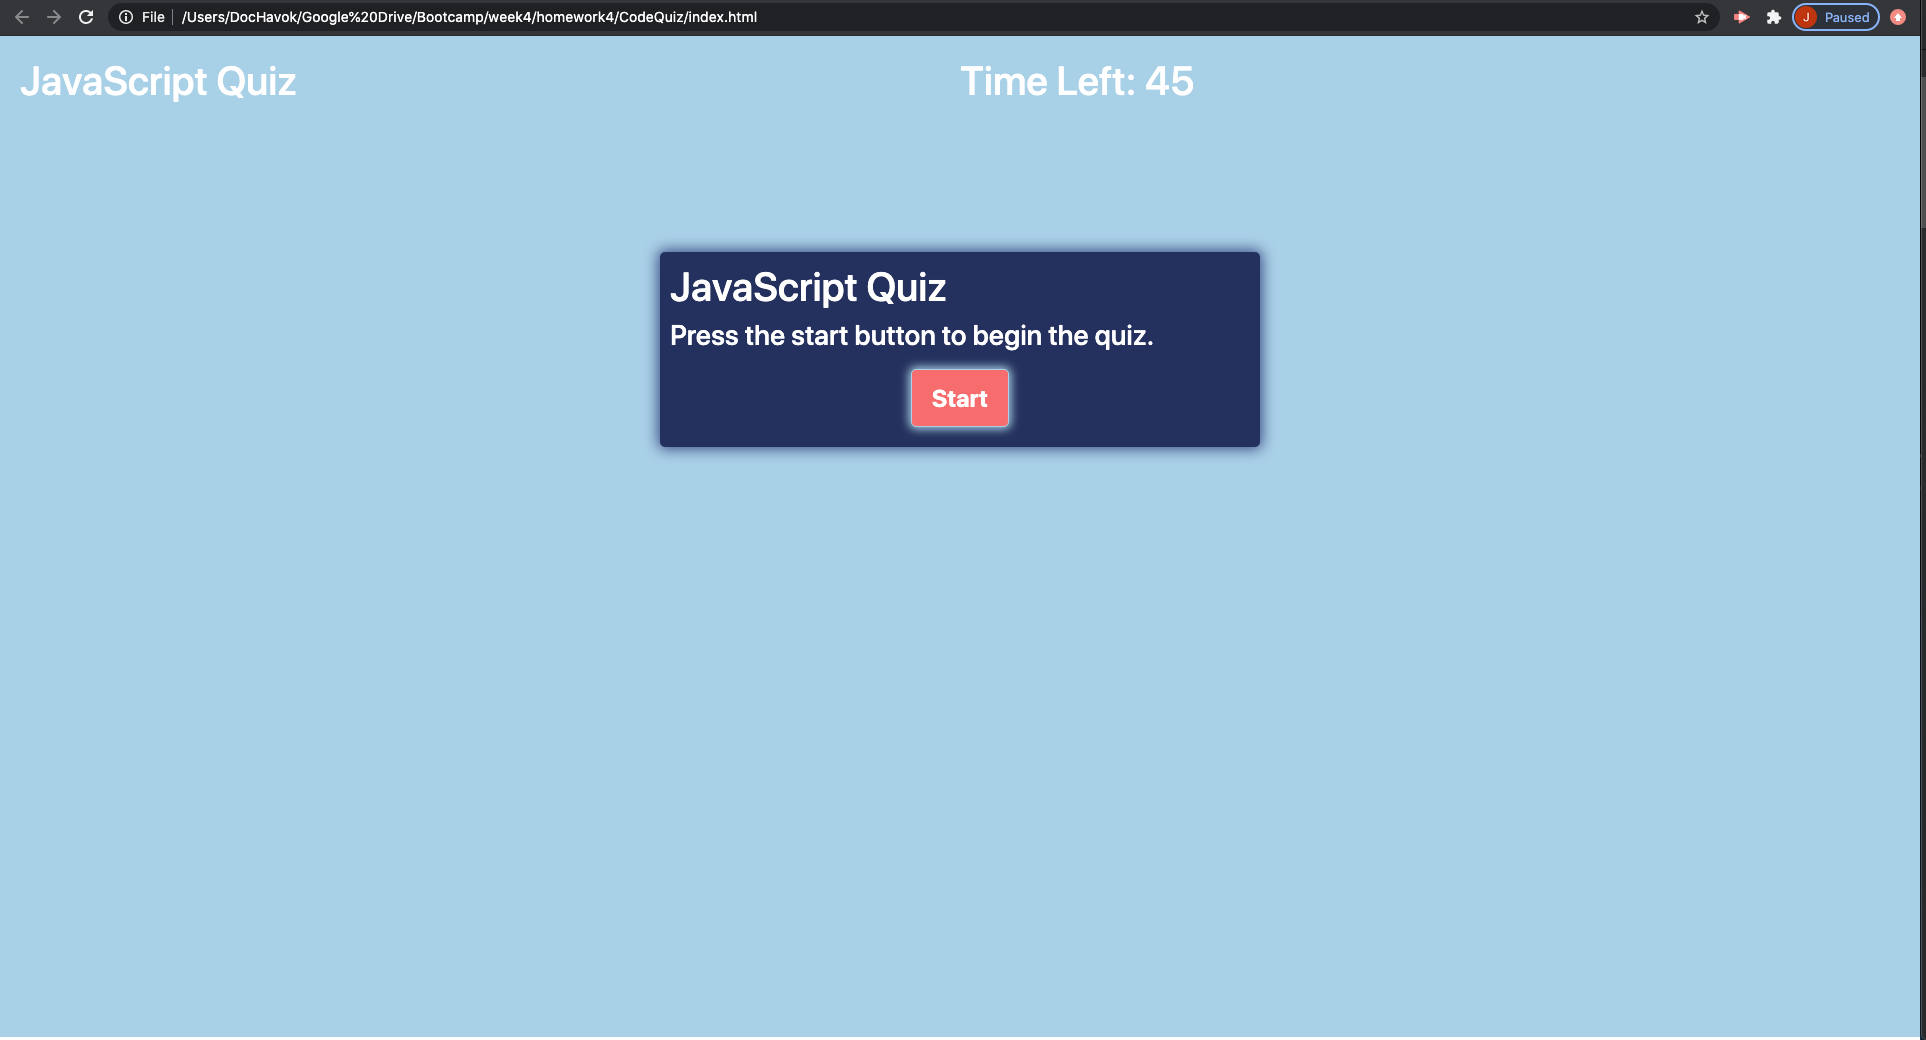 File /Users/DocHavok/Google%20Drive/Bootcamp/week4/homework4/CodeQuiz/index.html J Paused
JavaScript Quiz Time Left: 45
JavaScript Quiz
Press the start button to begin the quiz.
Start